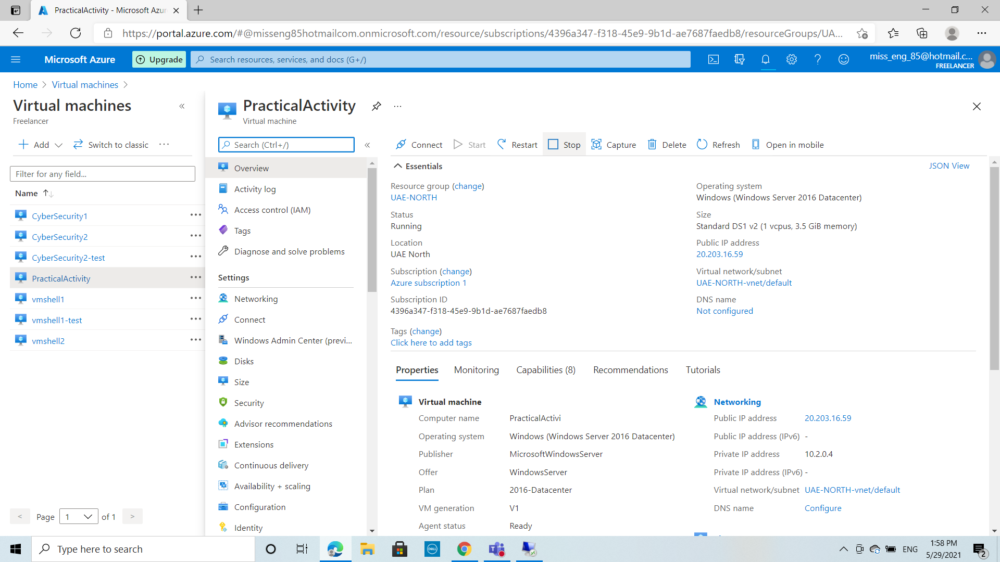 PracticalActivity - Microsoft Azur
https://portal.azure.com/#@misseng85hotmailcom.onmicrosoft.com/resource/subscriptions/4396a347-f318-45e9-9b1d-ae7687faedb8/resourceGroups/UA...
Microsoft Azure
Upgrade
Search resources, services, and docs (G+/)
miss_eng_85@hotmail.c...
FREELANCER
Home > Virtual machines >
Virtual machines
Freelancer
Add
Switch to classic
Filter for any field...
Name
CyberSecurity1
CyberSecurity2
CyberSecurity2-test
PracticalActivity
vmshell1
vmshell1-test
vmshell2
< Page 1 of 1 >
PracticalActivity
Virtual machine
Search (Ctrl+/)
Overview
Activity log
Access control (IAM)
Tags
Diagnose and solve problems
Settings
Networking
Connect
Windows Admin Center (previ...
Disks
Size
Security
Advisor recommendations
Extensions
Continuous delivery
Availability + scaling
Configuration
Identity
Connect Start Restart Stop Capture Delete Refresh Open in mobile
Essentials
JSON View
Resource group (change)
UAE-NORTH
Status
Running
Location
UAE North
Subscription (change)
Azure subscription 1
Subscription ID
4396a347-f318-45e9-9b1d-ae7687faedb8
Tags (change)
Click here to add tags
Operating system
Windows (Windows Server 2016 Datacenter)
Size
Standard DS1 v2 (1 vcpus, 3.5 GiB memory)
Public IP address
20.203.16.59
Virtual network/subnet
UAE-NORTH-vnet/default
DNS name
Not configured
Properties Monitoring Capabilities (8) Recommendations Tutorials
Virtual machine
Computer name PracticalActivi
Operating system Windows (Windows Server 2016 Datacenter)
Publisher MicrosoftWindowsServer
Offer WindowsServer
Plan 2016-Datacenter
VM generation V1
Agent status Ready
Networking
Public IP address 20.203.16.59
Public IP address (IPv6) -
Private IP address 10.2.0.4
Private IP address (IPv6) -
Virtual network/subnet UAE-NORTH-vnet/default
DNS name Configure
Type here to search
DELL
ENG
1:58 PM
5/29/2021
2